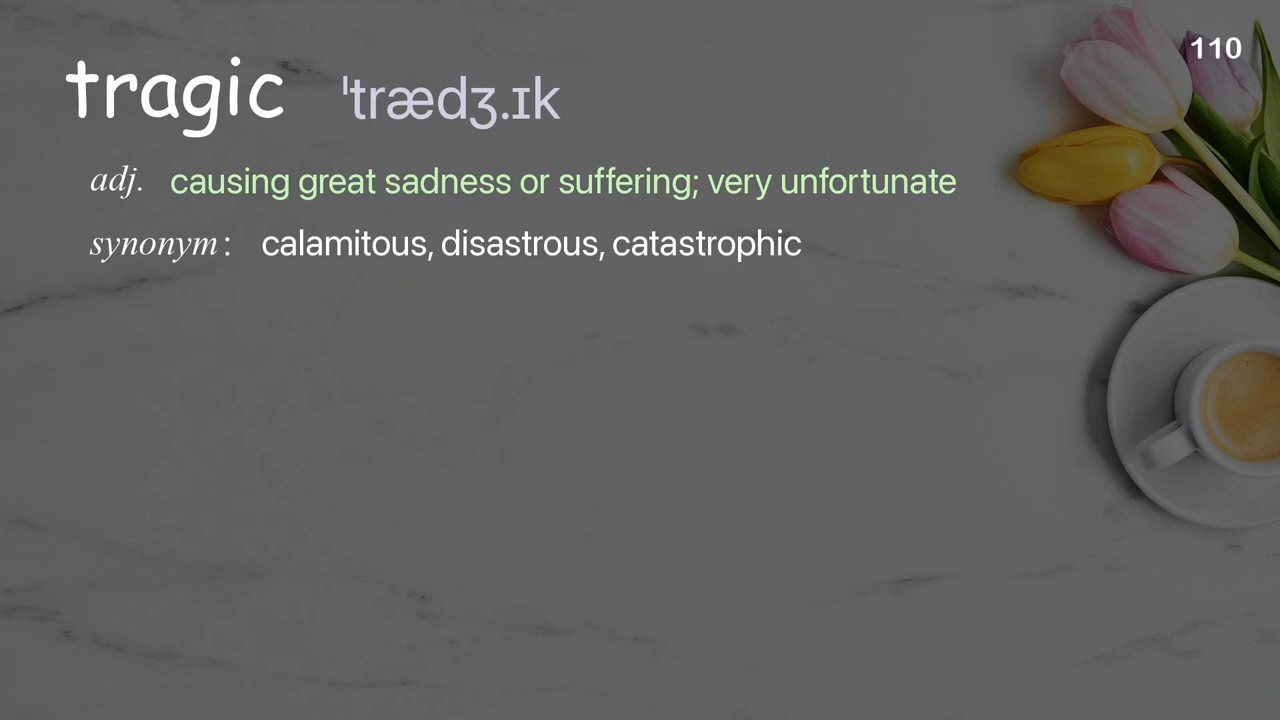 110
tragic ˈtrædʒ.ɪk
adj. causing great sadness or suffering; very unfortunate
synonym: calamitous, disastrous, catastrophic